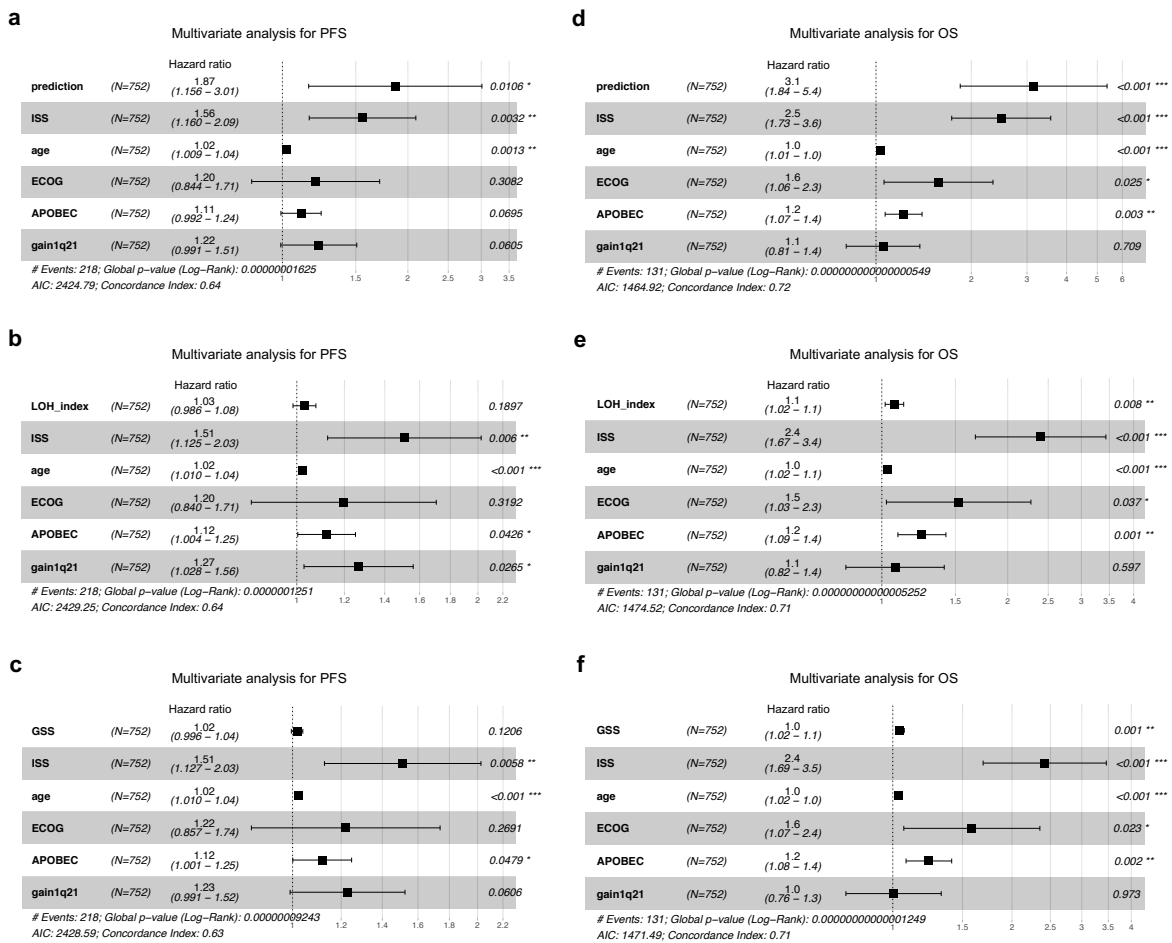 a
Multivariate analysis for PFS
Hazard ratio
prediction (N=752) 1.87 (1.156 − 3.01) 0.0106 *
ISS (N=752) 1.56 (1.160 − 2.09) 0.0032 **
age (N=752) 1.02 (1.009 − 1.04) 0.0013 **
ECOG (N=752) 1.20 (0.844 − 1.71) 0.3082
APOBEC (N=752) 1.11 (0.992 − 1.24) 0.0695
gain1q21 (N=752) 1.22 (0.991 − 1.51) 0.0605
# Events: 218; Global p−value (Log−Rank): 0.00000001625
AIC: 2424.79; Concordance Index: 0.64
1 1.5 2 2.5 3 3.5
b
Multivariate analysis for PFS
Hazard ratio
LOH_index (N=752) 1.03 (0.986 − 1.08) 0.1897
ISS (N=752) 1.51 (1.125 − 2.03) 0.006 **
age (N=752) 1.02 (1.010 − 1.04) <0.001 ***
ECOG (N=752) 1.20 (0.840 − 1.71) 0.3192
APOBEC (N=752) 1.12 (1.004 − 1.25) 0.0426 *
gain1q21 (N=752) 1.27 (1.028 − 1.56) 0.0265 *
# Events: 218; Global p−value (Log−Rank): 0.0000001251
AIC: 2429.25; Concordance Index: 0.64
1 1.2 1.4 1.6 1.8 2 2.2
c
Multivariate analysis for PFS
Hazard ratio
GSS (N=752) 1.02 (0.996 − 1.04) 0.1206
ISS (N=752) 1.51 (1.127 − 2.03) 0.0058 **
age (N=752) 1.02 (1.010 − 1.04) <0.001 ***
ECOG (N=752) 1.22 (0.857 − 1.74) 0.2691
APOBEC (N=752) 1.12 (1.001 − 1.25) 0.0479 *
gain1q21 (N=752) 1.23 (0.991 − 1.52) 0.0606
# Events: 218; Global p−value (Log−Rank): 0.00000009243
AIC: 2428.59; Concordance Index: 0.63
1 1.2 1.4 1.6 1.8 2 2.2
d
Multivariate analysis for OS
Hazard ratio
prediction (N=752) 3.1 (1.84 − 5.4) <0.001 ***
ISS (N=752) 2.5 (1.73 − 3.6) <0.001 ***
age (N=752) 1.0 (1.01 − 1.0) <0.001 ***
ECOG (N=752) 1.6 (1.06 − 2.3) 0.025 *
APOBEC (N=752) 1.2 (1.07 − 1.4) 0.003 **
gain1q21 (N=752) 1.1 (0.81 − 1.4) 0.709
# Events: 131; Global p−value (Log−Rank): 0.000000000000000549
AIC: 1464.92; Concordance Index: 0.72
1 2 3 4 5 6
e
Multivariate analysis for OS
Hazard ratio
LOH_index (N=752) 1.1 (1.02 − 1.1) 0.008 **
ISS (N=752) 2.4 (1.67 − 3.4) <0.001 ***
age (N=752) 1.0 (1.02 − 1.1) <0.001 ***
ECOG (N=752) 1.5 (1.03 − 2.3) 0.037 *
APOBEC (N=752) 1.2 (1.09 − 1.4) 0.001 **
gain1q21 (N=752) 1.1 (0.82 − 1.4) 0.597
# Events: 131; Global p−value (Log−Rank): 0.00000000000005252
AIC: 1474.52; Concordance Index: 0.71
1 1.5 2 2.5 3 3.5 4
f
Multivariate analysis for OS
Hazard ratio
GSS (N=752) 1.0 (1.02 − 1.1) 0.001 **
ISS (N=752) 2.4 (1.69 − 3.5) <0.001 ***
age (N=752) 1.0 (1.02 − 1.0) <0.001 ***
ECOG (N=752) 1.6 (1.07 − 2.4) 0.023 *
APOBEC (N=752) 1.2 (1.08 − 1.4) 0.002 **
gain1q21 (N=752) 1.0 (0.76 − 1.3) 0.973
# Events: 131; Global p−value (Log−Rank): 0.00000000000001249
AIC: 1471.49; Concordance Index: 0.71
1 1.5 2 2.5 3 3.5 4